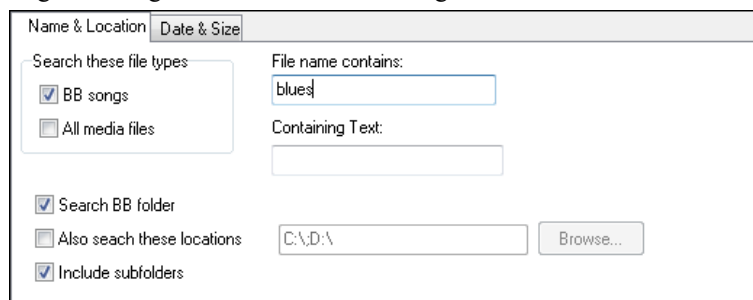 Name & Location Date & Size
Search these file types
BB songs
All media files
File name contains:
blues
Containing Text:
Search BB folder
Also seach these locations C:\;D:\ Browse...
Include subfolders